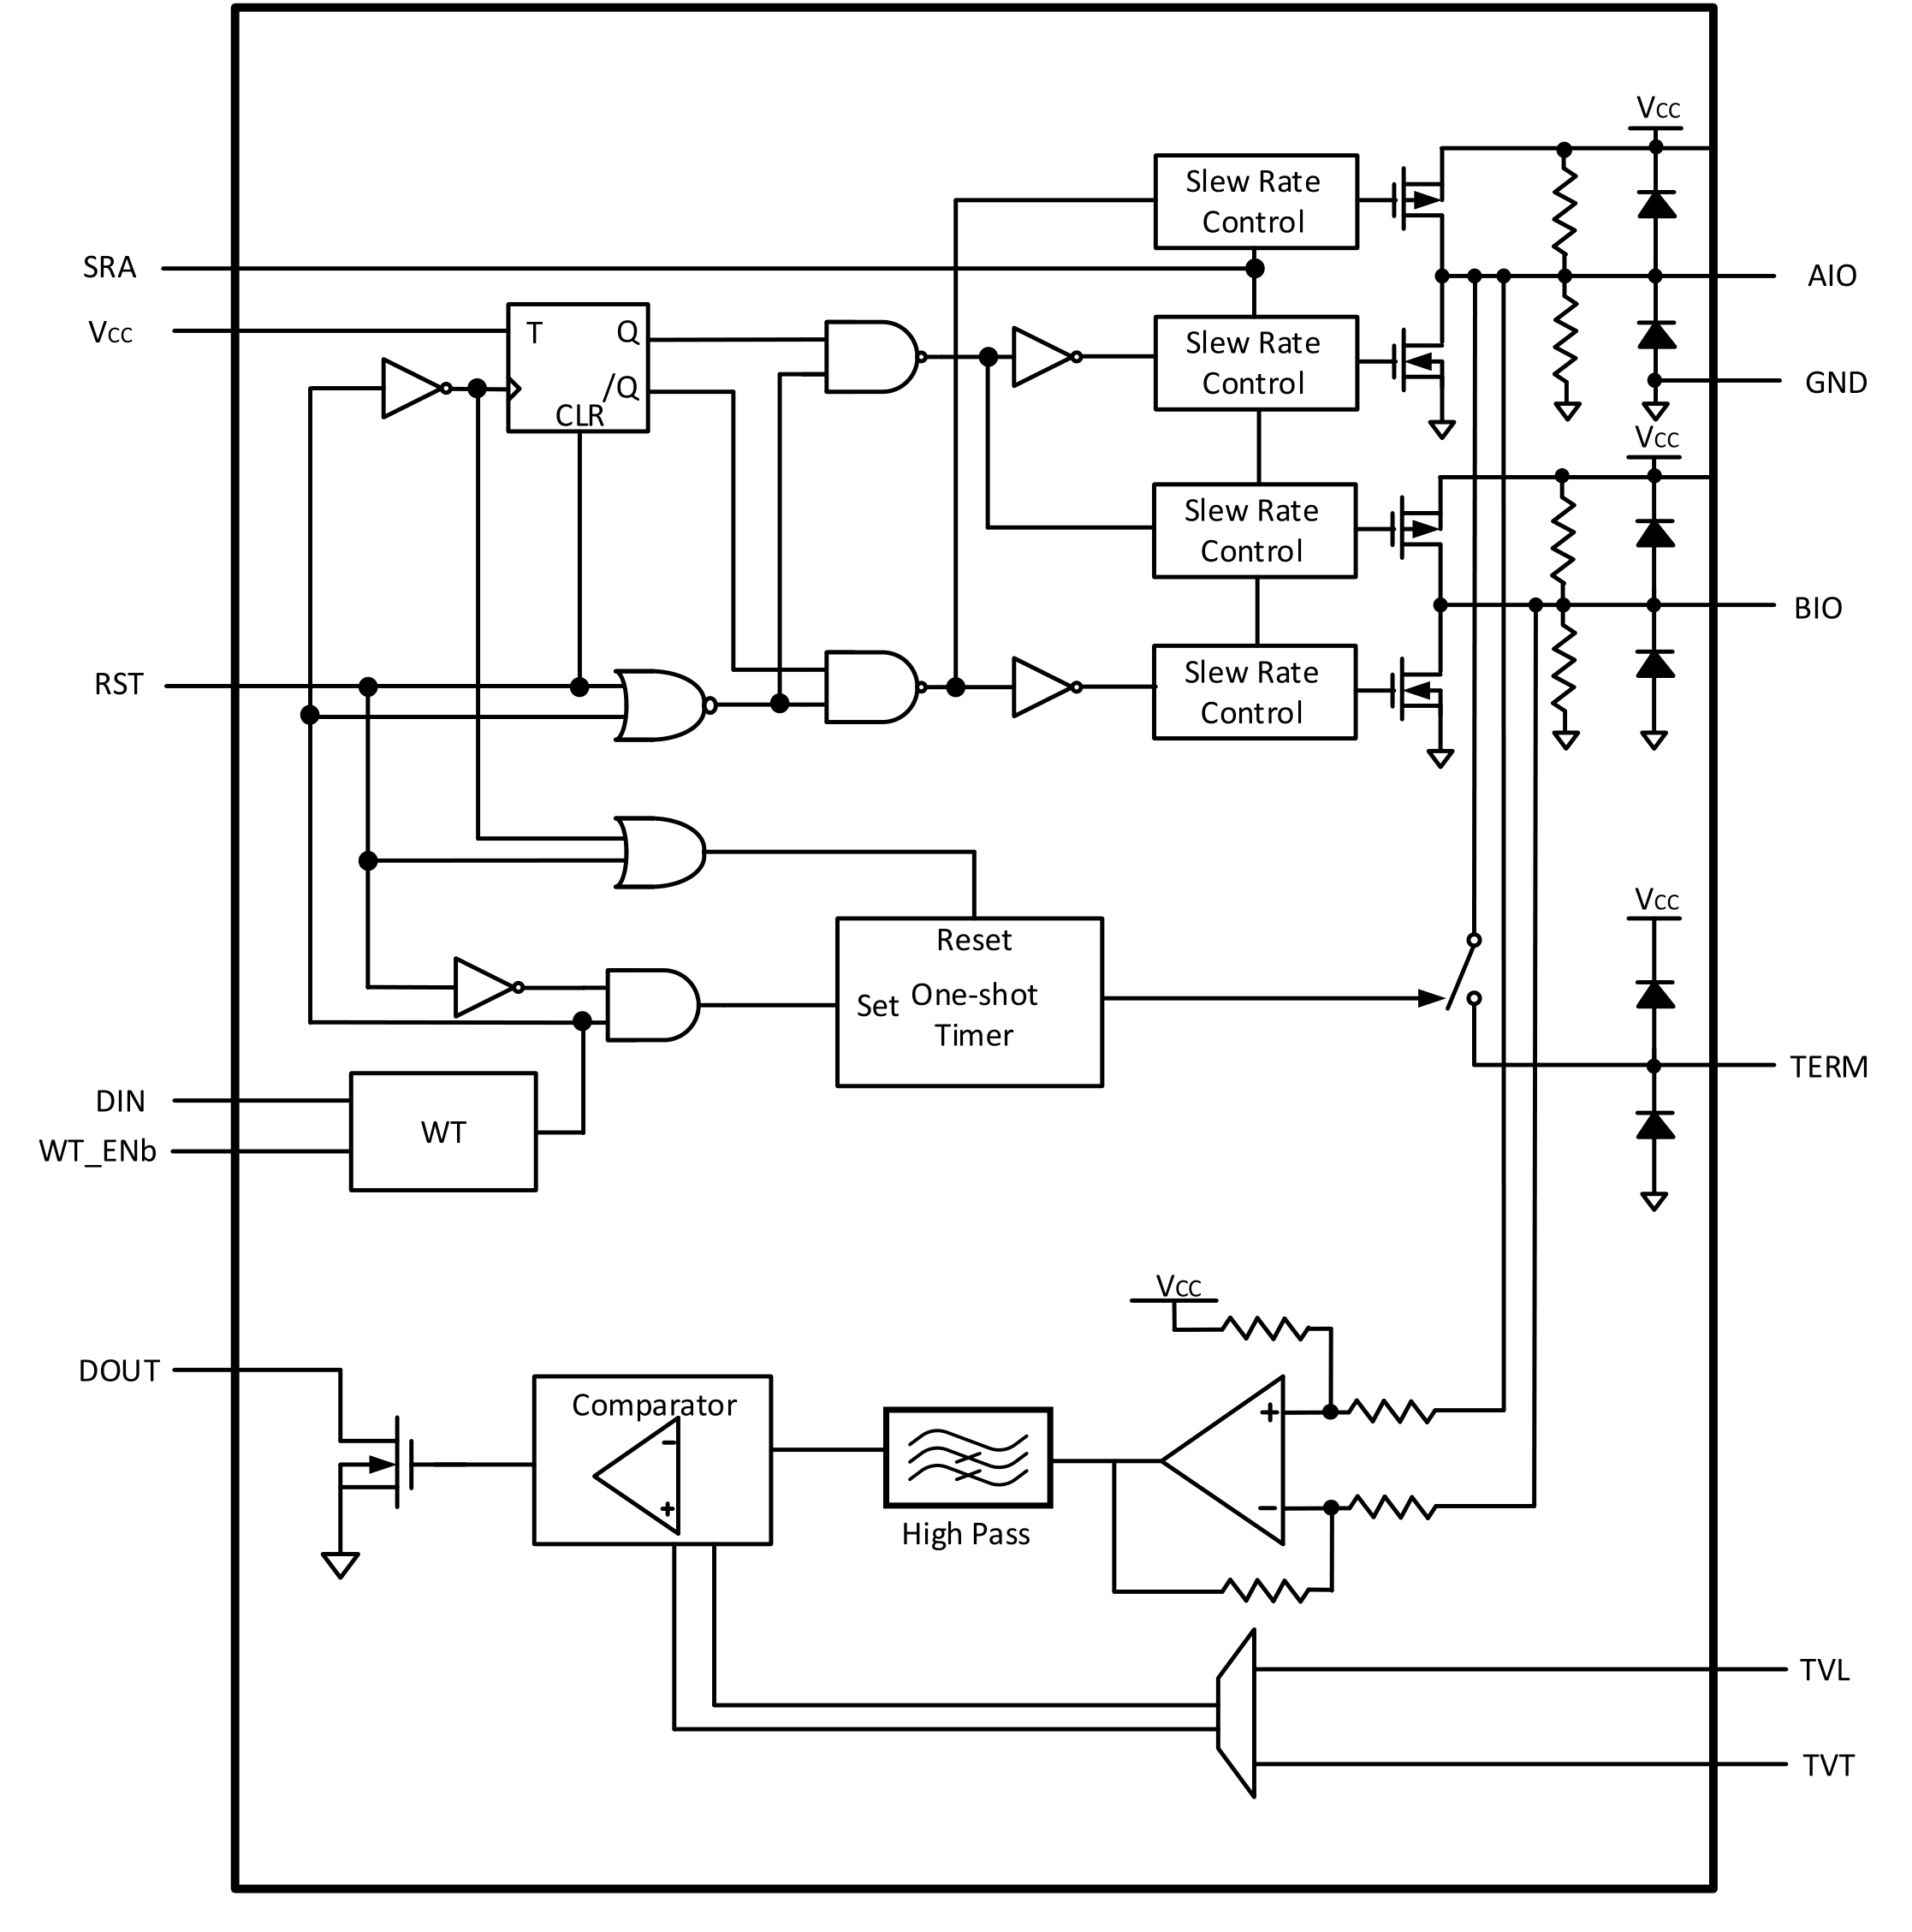 VCC
Slew Rate
Control
SRA
AIO
VCC
T
Q
/Q
CLR
Slew Rate
Control
GND
VCC
Slew Rate
Control
BIO
RST
Slew Rate
Control
VCC
Reset
Set
One-shot
Timer
TERM
DIN
WT
WT_ENb
VCC
DOUT
Comparator
-
+
+
-
High Pass
TVL
TVT